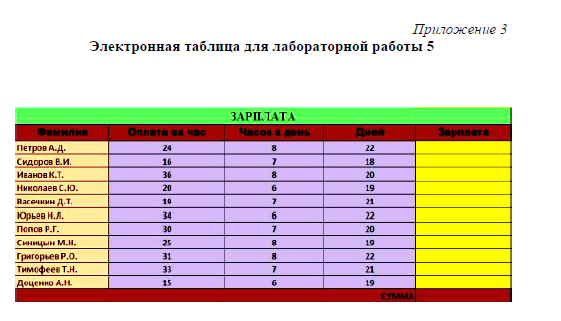 Приложение 3
Электронная таблица для лабораторной работы 5
ЗАРПЛАТА
Фамилия Оплата за час Часов в день Дней Зарплата
Петров А.Д. 24 8 22
Сидоров В.И. 16 7 18
Иванов К.Т. 36 8 20
Николаев С.Ю. 20 6 19
Васечкин Д.Т. 19 7 21
Юрьев Н.Л. 34 6 22
Попов Р.Г. 30 7 20
Синицын М.Н. 25 8 19
Григорьев Р.О. 31 8 22
Тимофеев Т.Н. 33 7 21
Доценко А.Н. 15 6 19
СУММА